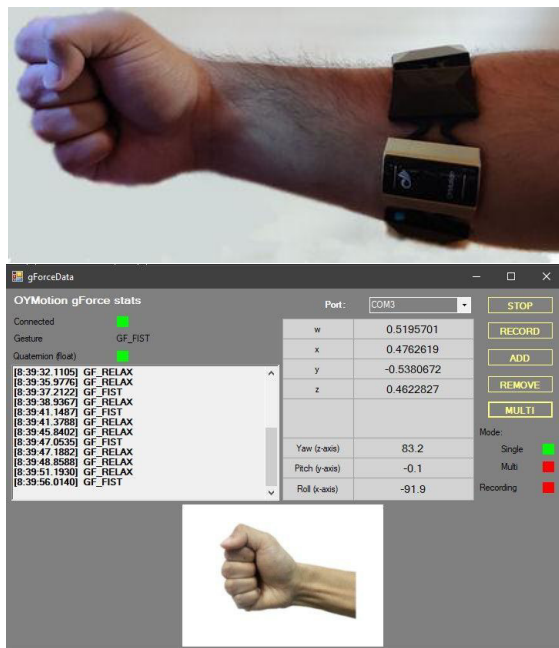 gForceData
OYMotion gForce stats
Port:
COM3
STOP
Connected
RECORD
Gesture
GF_FIST
ADD
Quaternion (float)
REMOVE
MULTI
w 0.5195701
x 0.4762619
y -0.5380672
z 0.4622827
[8:39:32.1105] GF_RELAX
[8:39:35.9776] GF_RELAX
[8:39:37.2122] GF_FIST
[8:39:38.9367] GF_RELAX
[8:39:41.1487] GF_FIST
[8:39:41.3788] GF_RELAX
[8:39:45.8402] GF_RELAX
[8:39:47.0535] GF_FIST
[8:39:47.1882] GF_RELAX
[8:39:48.8588] GF_RELAX
[8:39:51.1930] GF_RELAX
[8:39:56.0140] GF_FIST
Yaw (z-axis) 83.2
Pitch (y-axis) -0.1
Roll (x-axis) -91.9
Mode:
Single
Multi
Recording